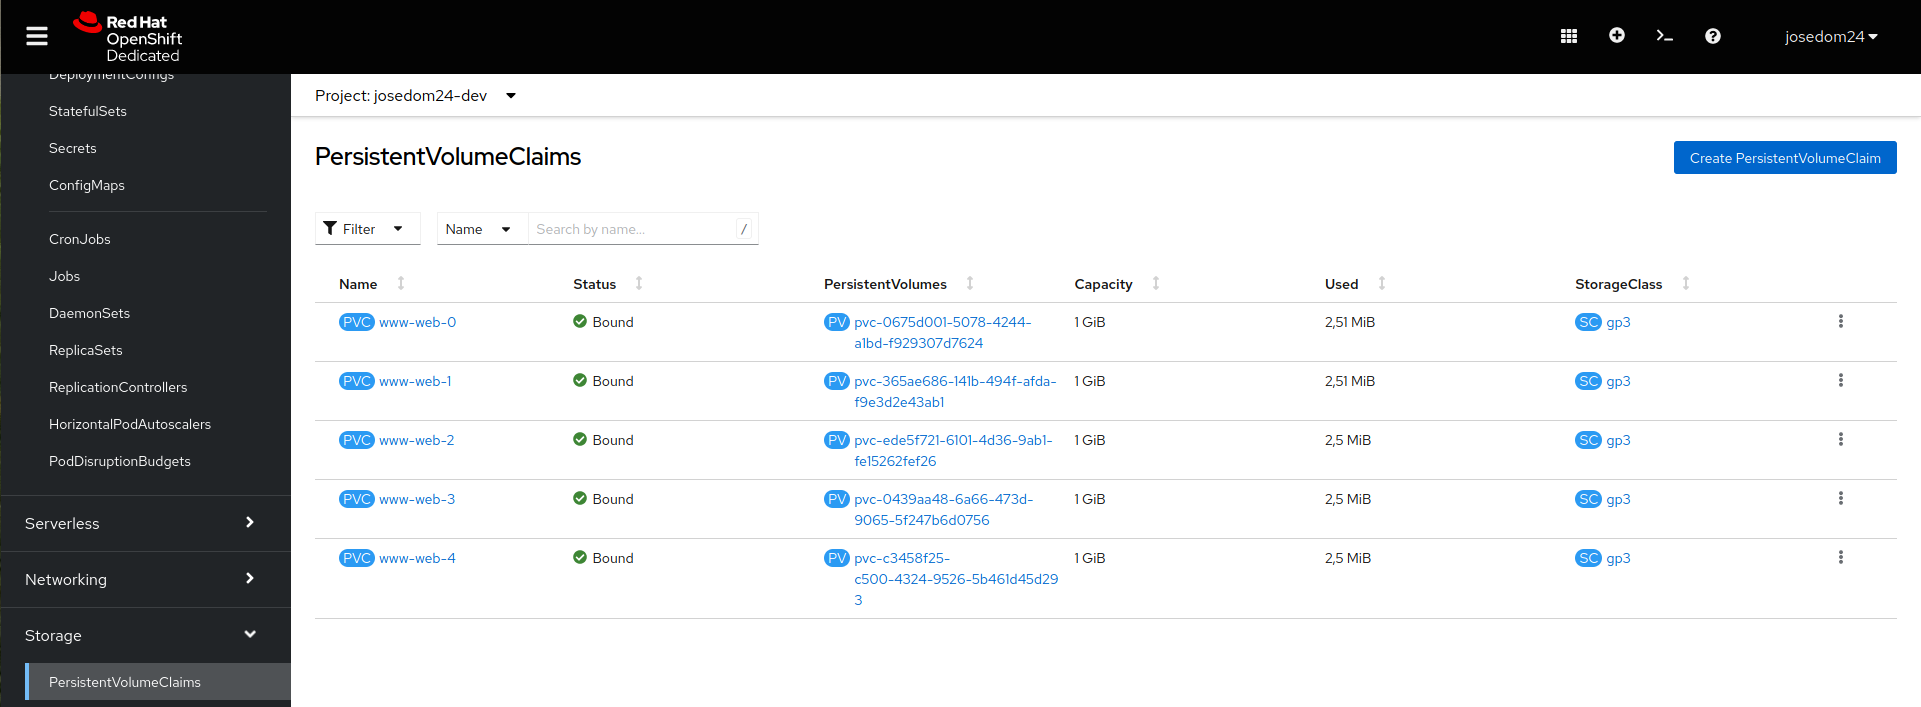 Red Hat
OpenShift
Dedicated
josedom24
DeploymentConfigs
StatefulSets
Secrets
ConfigMaps
CronJobs
Jobs
DaemonSets
ReplicaSets
ReplicationControllers
HorizontalPodAutoscalers
PodDisruptionBudgets
Serverless
Networking
Storage
PersistentVolumeClaims
Project: josedom24-dev
PersistentVolumeClaims
Create PersistentVolumeClaim
Filter Name Search by name... /
Name Status PersistentVolumes Capacity Used StorageClass
PVC www-web-0 Bound PV pvc-0675d001-5078-4244- 1 GiB 2,51 MiB SC gp3
a1bd-f929307d7624
PVC www-web-1 Bound PV pvc-365ae686-141b-494f-afda- 1 GiB 2,51 MiB SC gp3
f9e3d2e43ab1
PVC www-web-2 Bound PV pvc-ede5f721-6101-4d36-9ab1- 1 GiB 2,5 MiB SC gp3
fe15262fef26
PVC www-web-3 Bound PV pvc-0439aa48-6a66-473d- 1 GiB 2,5 MiB SC gp3
9065-5f247b6d0756
PVC www-web-4 Bound PV pvc-c3458f25- 1 GiB 2,5 MiB SC gp3
c500-4324-9526-5b461d45d29
3